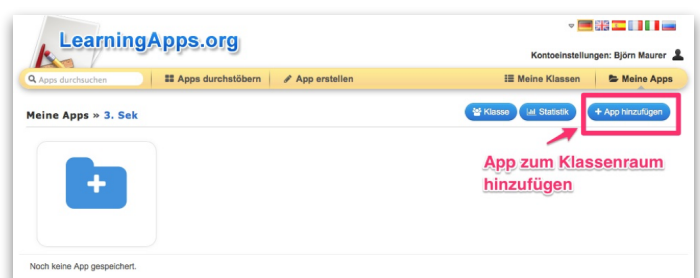 LearningApps.org
Kontoeinstellungen: Björn Maurer
Apps durchsuchen
Apps durchstöbern
App erstellen
Meine Klassen
Meine Apps
Meine Apps » 3. Sek
Klasse
Statistik
+ App hinzufügen
App zum Klassenraum
hinzufügen
Noch keine App gespeichert.